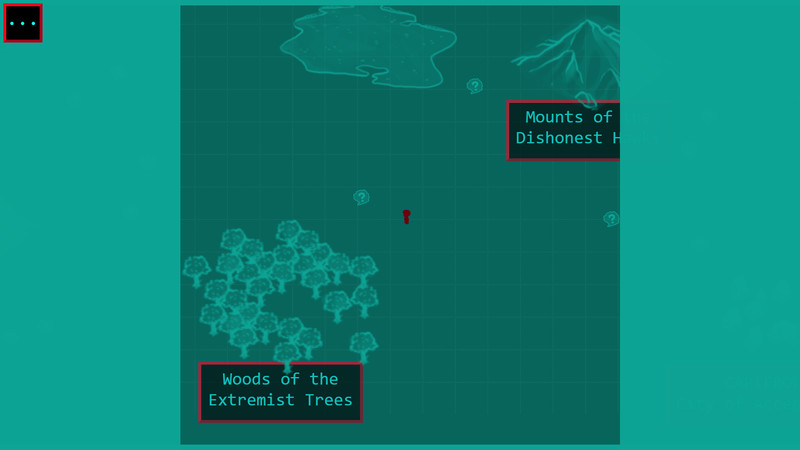 ...
?
Mounts of
Dishonest H
?
?
Woods of the
Extremist Trees